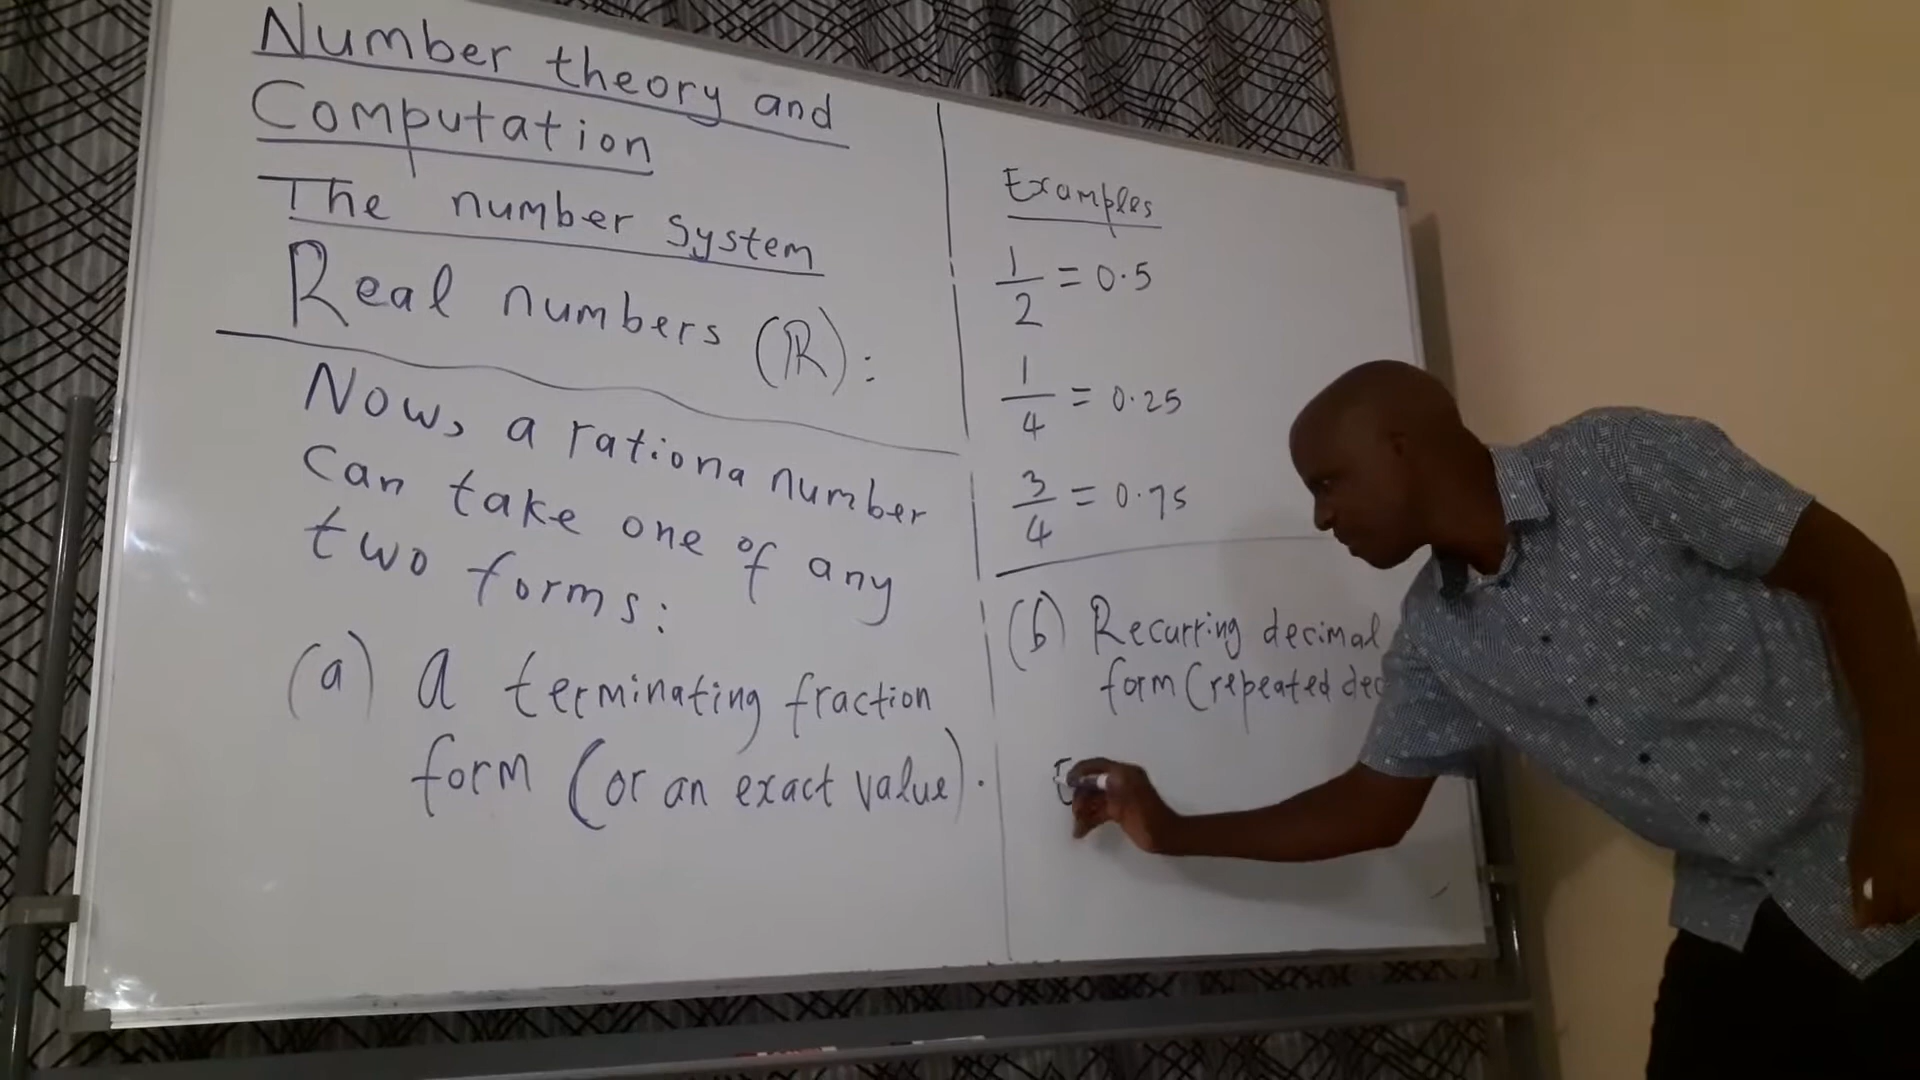 Number theory and
Computation
The number system
Real numbers (ℝ):
Now, a rationa number
can take one of any
two forms:
(a) A terminating fraction
form (or an exact value).
Examples
1/2 = 0.5
1/4 = 0.25
3/4 = 0.75
(b) Recurring decimal
form (repeated dec